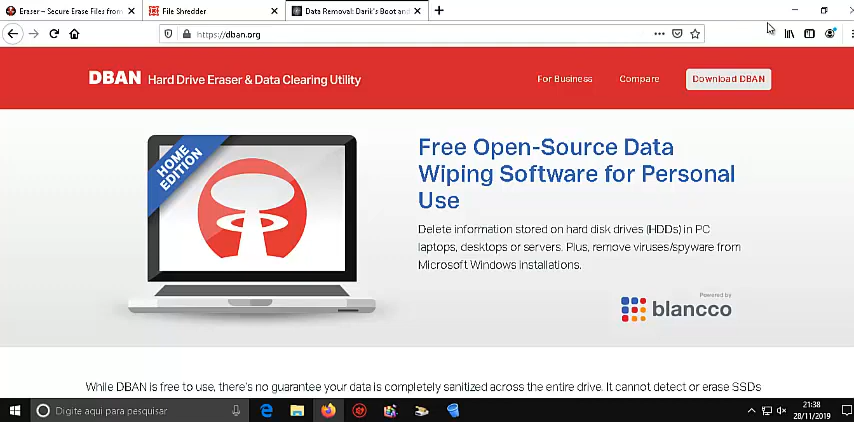 Eraser – Secure Erase Files from
File Shredder
Data Removal: Darik's Boot and
https://dban.org
DBAN Hard Drive Eraser & Data Clearing Utility
For Business
Compare
Download DBAN
HOME
EDITION
Free Open-Source Data
Wiping Software for Personal
Use
Delete information stored on hard disk drives (HDDs) in PC
laptops, desktops or servers. Plus, remove viruses/spyware from
Microsoft Windows installations.
Powered by
blancco
While DBAN is free to use, there's no guarantee your data is completely sanitized across the entire drive. It cannot detect or erase SSDs
Digite aqui para pesquisar
21:38
28/11/2019